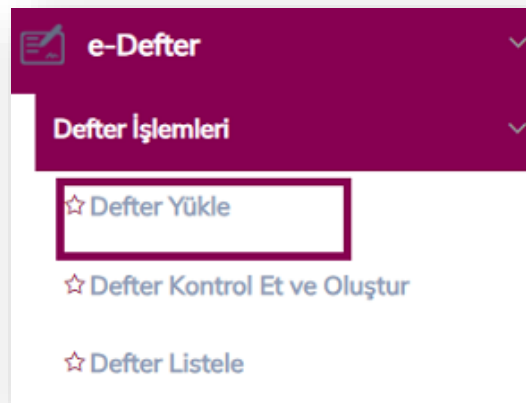 e-Defter
Defter İşlemleri
Defter Yükle
Defter Kontrol Et ve Oluştur
Defter Listele